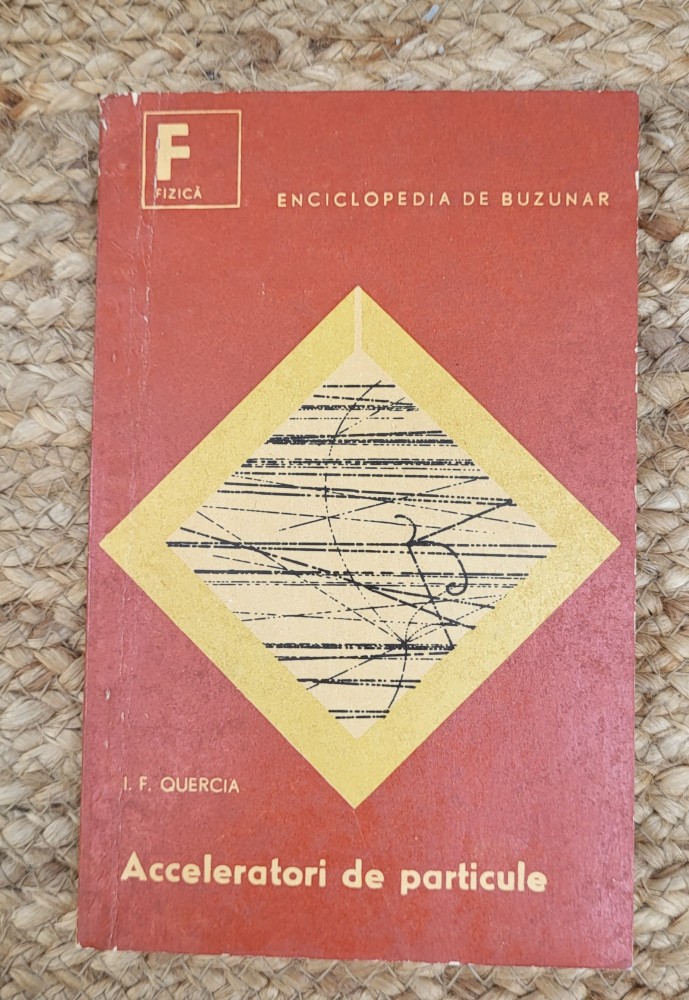 F
FIZICĂ
ENCICLOPEDIA DE BUZUNAR
I. F. QUERCIA
Acceleratori de particule